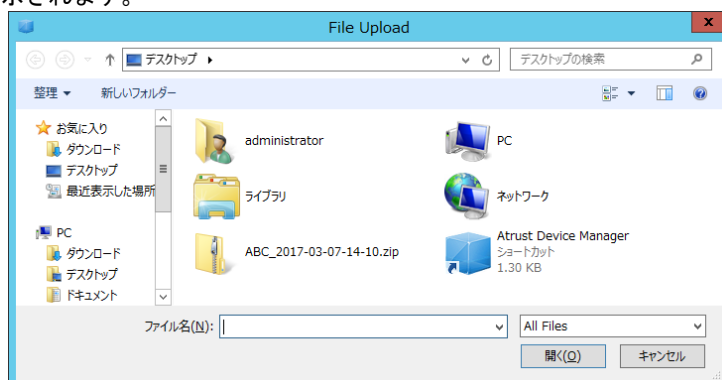 示されます。
File Upload
デスクトップ
デスクトップの検索
整理
新しいフォルダー
お気に入り
ダウンロード
デスクトップ
最近表示した場所
PC
ダウンロード
デスクトップ
ドキュメント
administrator
PC
ライブラリ
ネットワーク
ABC_2017-03-07-14-10.zip
Atrust Device Manager
ショートカット
1.30 KB
ファイル名(N):
All Files
開く(O)
キャンセル